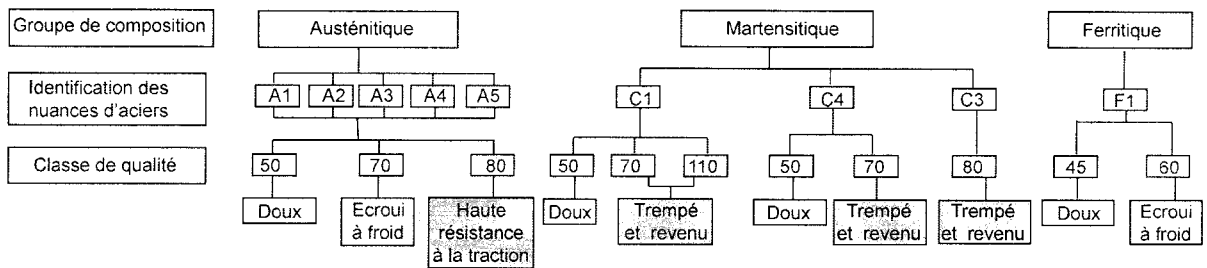 Groupe de composition
Austénitique
Martensitique
Ferritique
Identification des
nuances d'aciers
A1 A2 A3 A4 A5
C1
C4
C3
F1
Classe de qualité
50
70
80
50
70
110
50
70
80
45
60
Doux
Ecroui
à froid
Haute
résistance
à la traction
Doux
Trempé
et revenu
Doux
Trempé
et revenu
Trempé
et revenu
Doux
Ecroui
à froid